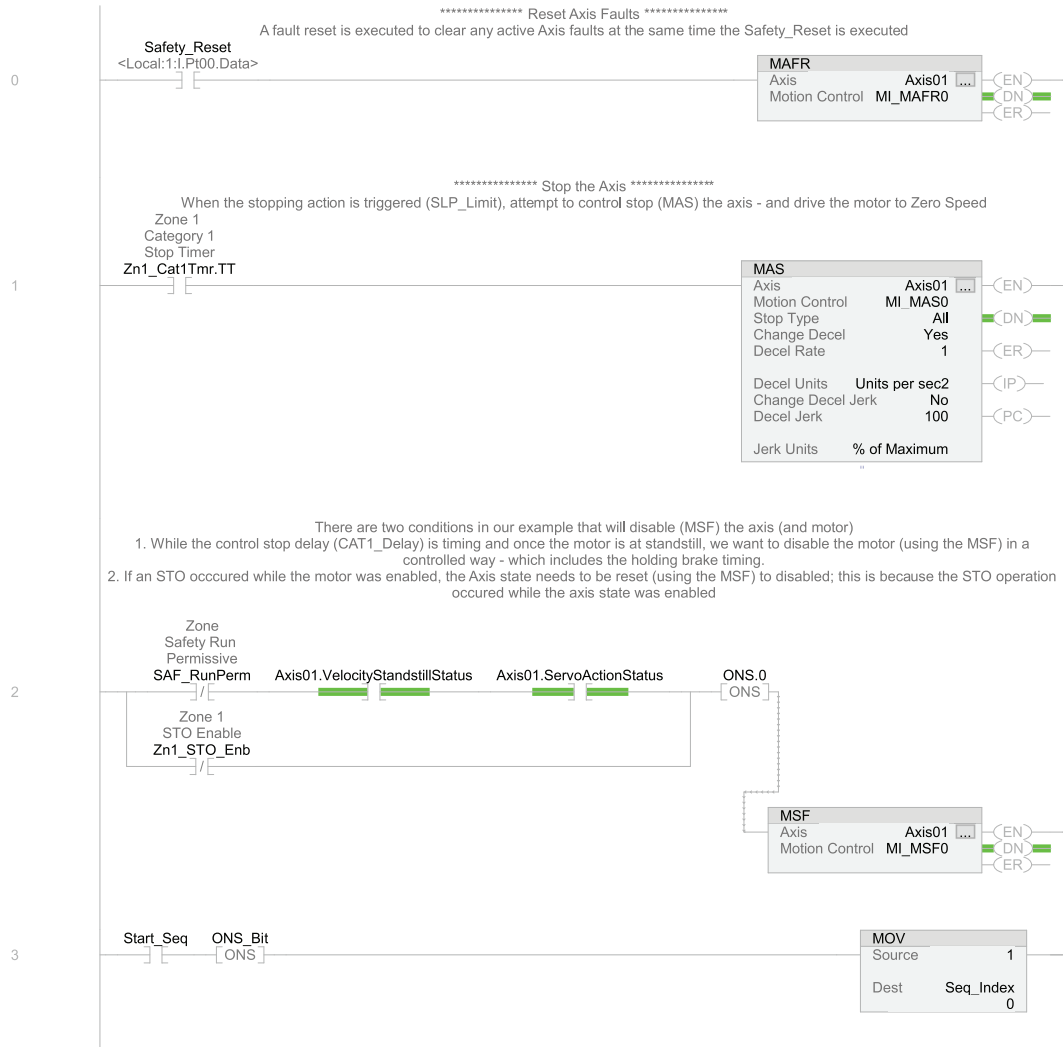 *************** Reset Axis Faults ***************
A fault reset is executed to clear any active Axis faults at the same time the Safety_Reset is executed
Safety_Reset
<Local:1:I.Pt00.Data>
0
MAFR
Axis Axis01 ...
Motion Control MI_MAFR0
EN
DN
ER
*************** Stop the Axis ***************
When the stopping action is triggered (SLP_Limit), attempt to control stop (MAS) the axis - and drive the motor to Zero Speed
Zone 1
Category 1
Stop Timer
Zn1_Cat1Tmr.TT
1
MAS
Axis Axis01 ...
Motion Control MI_MAS0
Stop Type All
Change Decel Yes
Decel Rate 1
Decel Units Units per sec2
Change Decel Jerk No
Decel Jerk 100
Jerk Units % of Maximum
"
EN
DN
ER
IP
PC
There are two conditions in our example that will disable (MSF) the axis (and motor)
1. While the control stop delay (CAT1_Delay) is timing and once the motor is at standstill, we want to disable the motor (using the MSF) in a
controlled way - which includes the holding brake timing.
2. If an STO occcured while the motor was enabled, the Axis state needs to be reset (using the MSF) to disabled; this is because the STO operation
occured while the axis state was enabled
Zone
Safety Run
Permissive
SAF_RunPerm Axis01.VelocityStandstillStatus Axis01.ServoActionStatus ONS.0
2
/
ONS
Zone 1
STO Enable
Zn1_STO_Enb
/
MSF
Axis Axis01 ...
Motion Control MI_MSF0
EN
DN
ER
Start_Seq ONS_Bit
3
ONS
MOV
Source 1
Dest Seq_Index
0